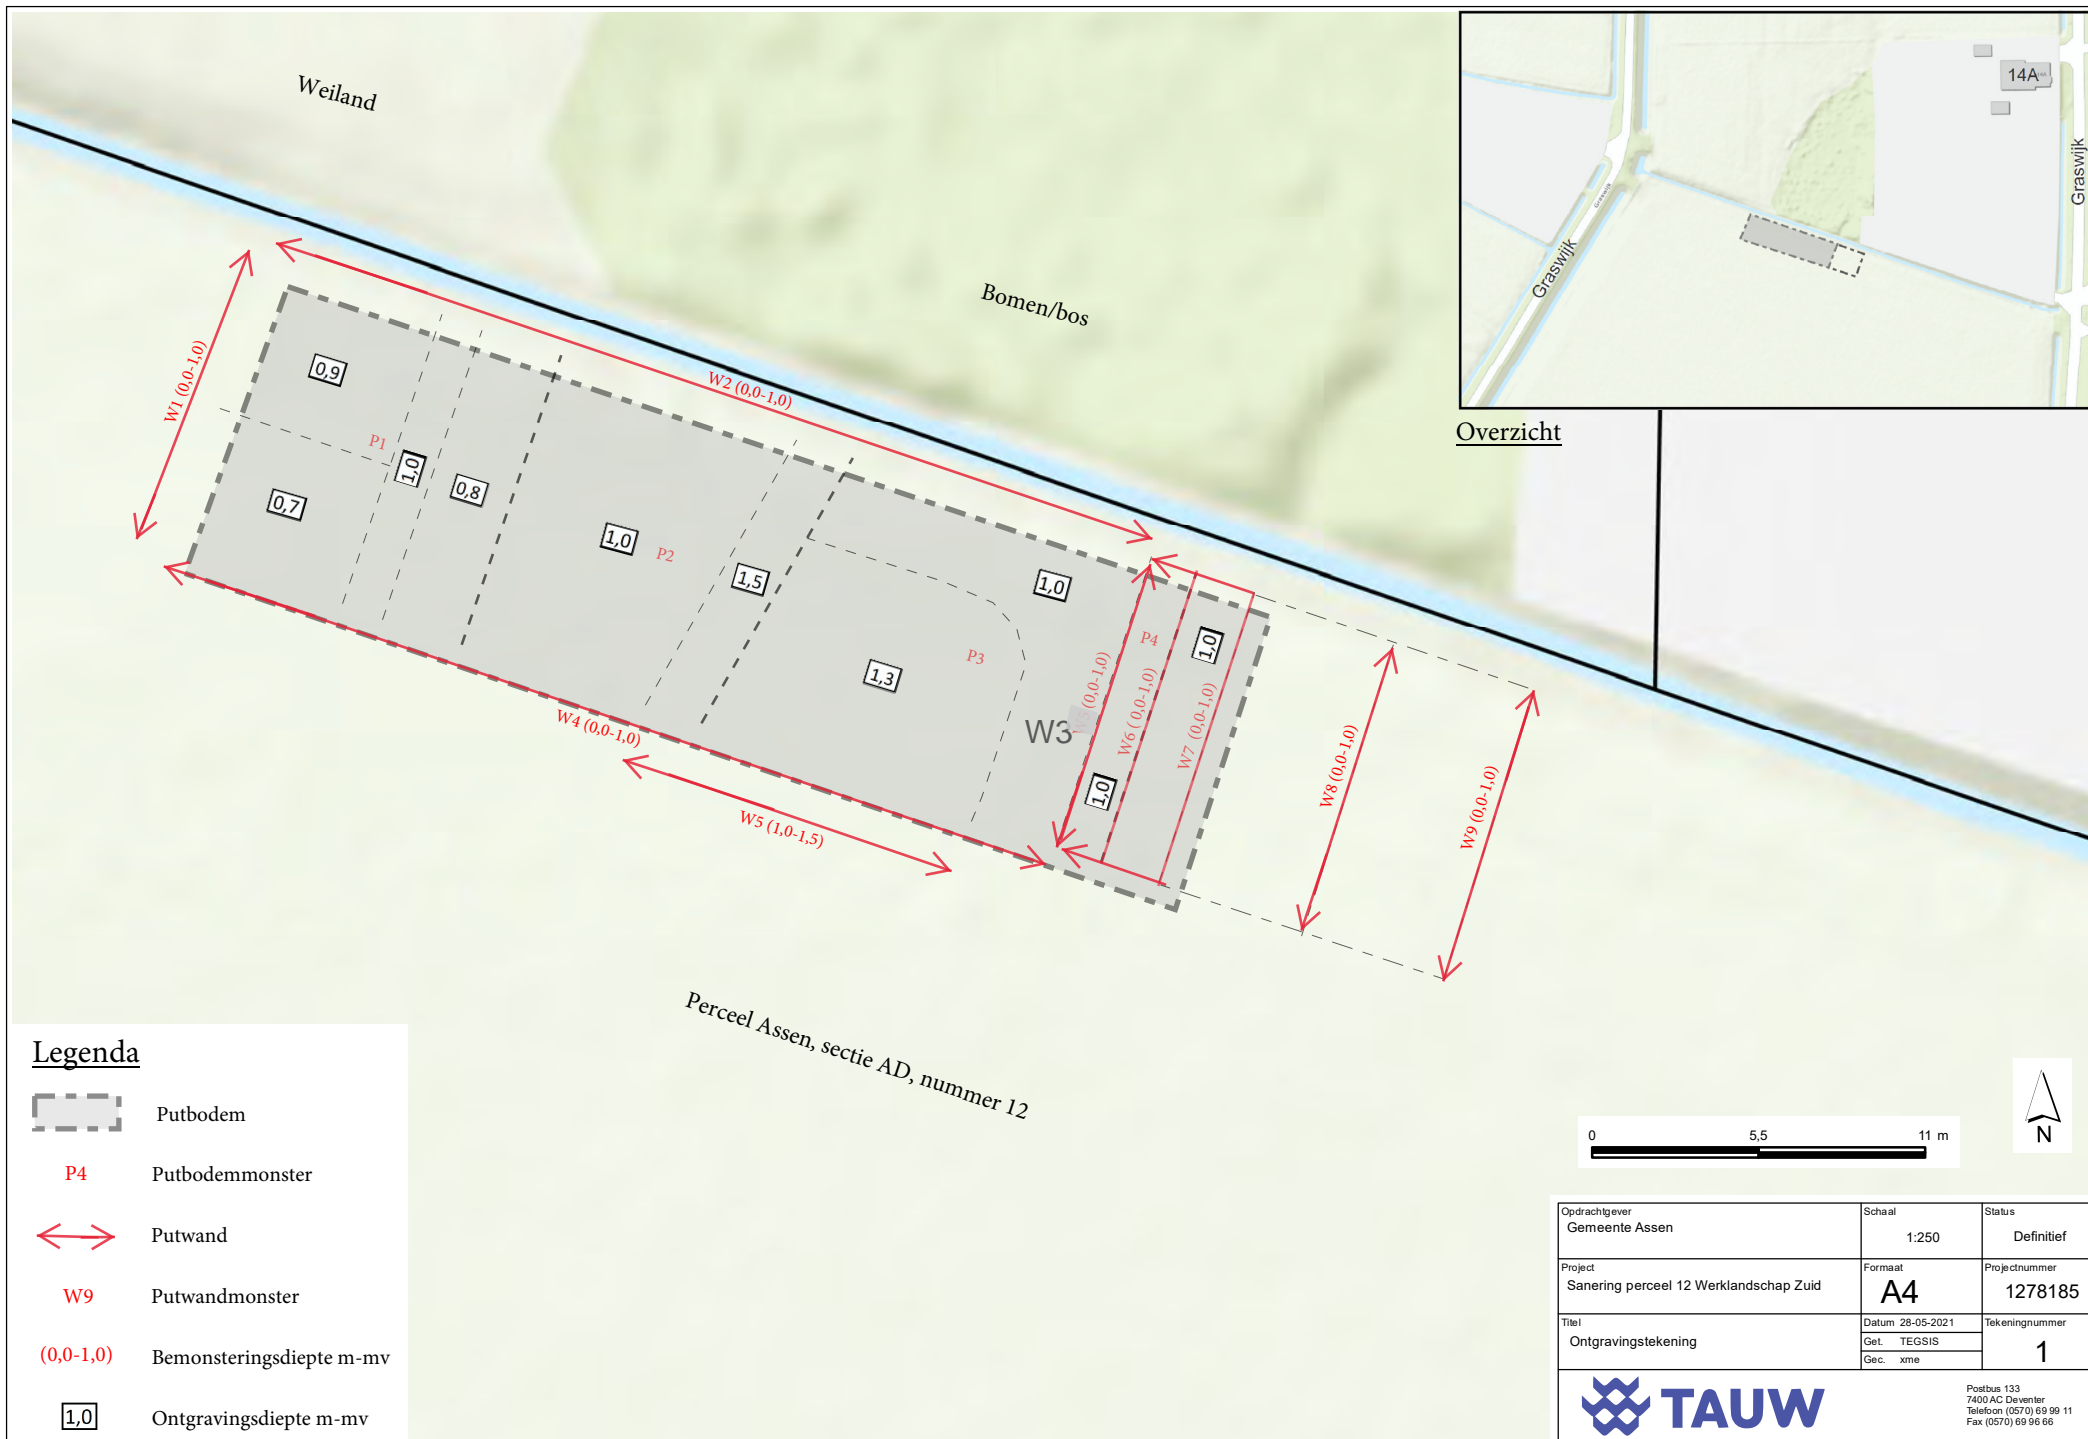 Weiland
Bomen/bos
W1 (0,0-1,0)
W2 (0,0-1,0)
0,9
P1
1,0
0,8
0,7
1,0
P2
1,5
1,0
P3
1,3
P4
1,0
W3
W3 (0,0-1,0)
W6 ( 0,0-1,0)
W7 (0,0-1,0)
1,0
W4 (0,0-1,0)
W5 (1,0-1,5)
W8 (0,0-1,0)
W9 (0,0-1,0)
Perceel Assen, sectie AD, nummer 12
14A
Graswijk
Graswijk
Graswijk
Overzicht
Legenda
Putbodem
P4 Putbodemmonster
Putwand
W9 Putwandmonster
(0,0-1,0) Bemonsteringsdiepte m-mv
1,0 Ontgravingsdiepte m-mv
N
0 5,5 11 m
Opdrachtgever
Gemeente Assen
Schaal
1:250
Status
Definitief
Project
Sanering perceel 12 Werklandschap Zuid
Formaat
A4
Projectnummer
1278185
Titel
Ontgravingstekening
Datum 28-05-2021
Get. TEGSIS
Gec. xme
Tekeningnummer
1
TAUW
Postbus 133
7400 AC Deventer
Telefoon (0570) 69 99 11
Fax (0570) 69 96 66